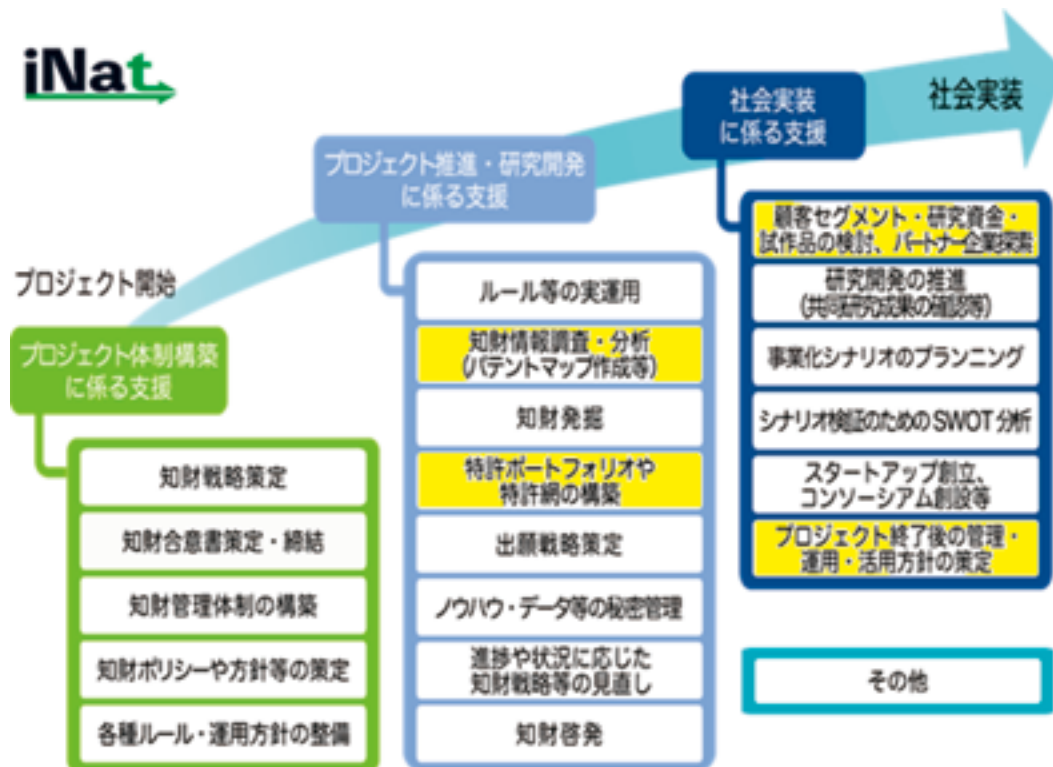 iNat
社会実装
社会実装
に係る支援
プロジェクト推進・研究開発
に係る支援
プロジェクト開始
プロジェクト体制構築
に係る支援
知財戦略策定
知財合意書策定・締結
知財管理体制の構築
知財ポリシーや方針等の策定
各種ルール・運用方針の整備
ルール等の実運用
知財情報調査・分析
(パテントマップ作成等)
知財発掘
特許ポートフォリオや
特許網の構築
出願戦略策定
ノウハウ・データ等の秘密管理
進捗や状況に応じた
知財戦略等の見直し
知財啓発
顧客セグメント・研究資金・
試作品の検討、パートナー企業探索
研究開発の推進
(共同研究成果の確認等)
事業化シナリオのプランニング
シナリオ検証のためのSWOT分析
スタートアップ創立、
コンソーシアム創設等
プロジェクト終了後の管理・
運用・活用方針の策定
その他